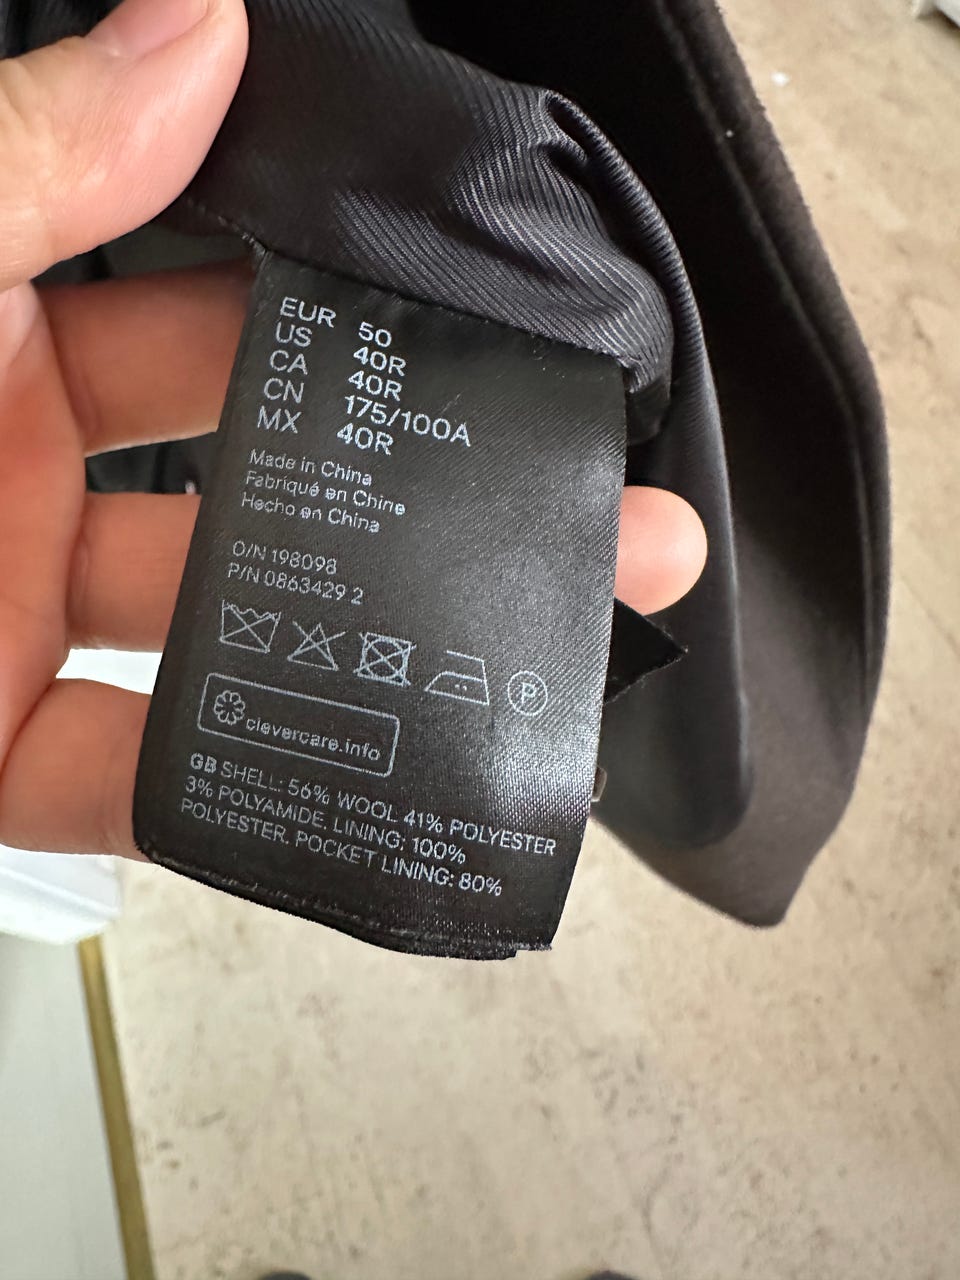 EUR 50
US 40R
CA 40R
CN 175/100A
MX 40R
Made in China
Fabriqué en Chine
Hecho en China
O/N 198098
P/N 0863429 2
P
clevercare.info
GB SHELL: 56% WOOL 41% POLYESTER
3% POLYAMIDE. LINING: 100%
POLYESTER. POCKET LINING: 80%